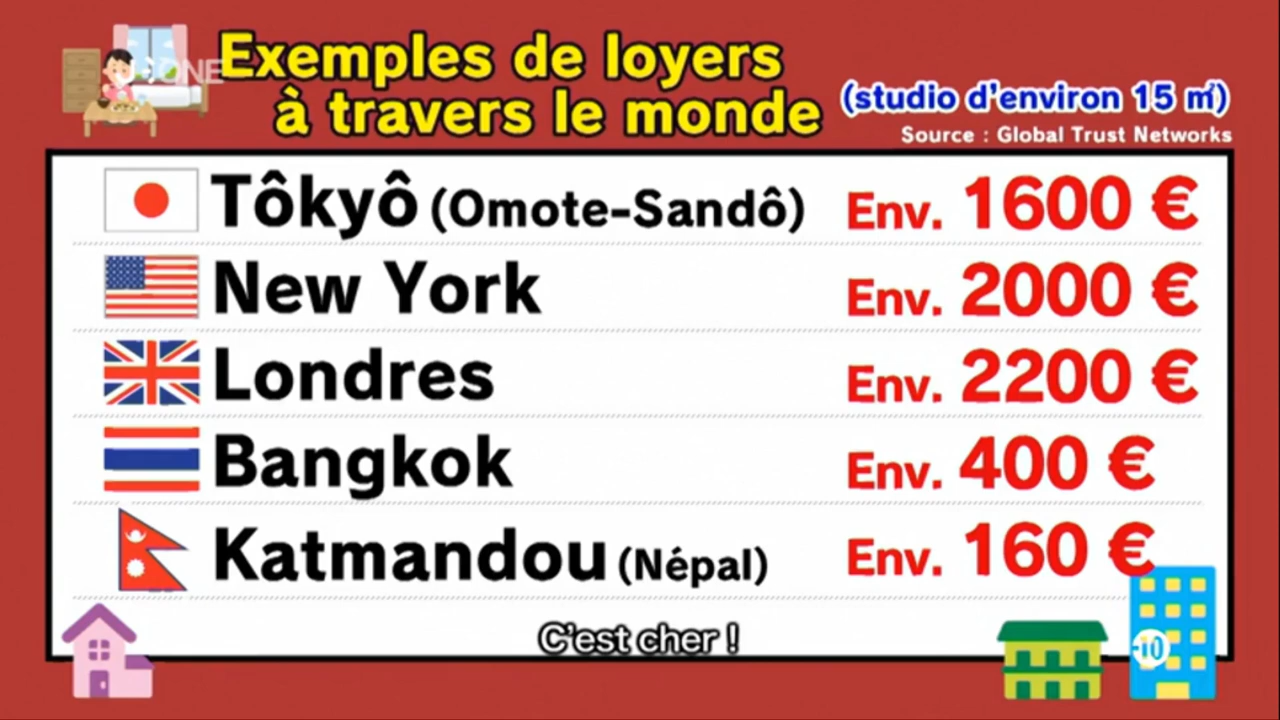 Exemples de loyers
à travers le monde
(studio d'environ 15 ㎡)
Source : Global Trust Networks
Tôkyô (Omote-Sandô) Env. 1600 €
New York Env. 2000 €
Londres Env. 2200 €
Bangkok Env. 400 €
Katmandou (Népal) Env. 160 €
C'est cher !
-10